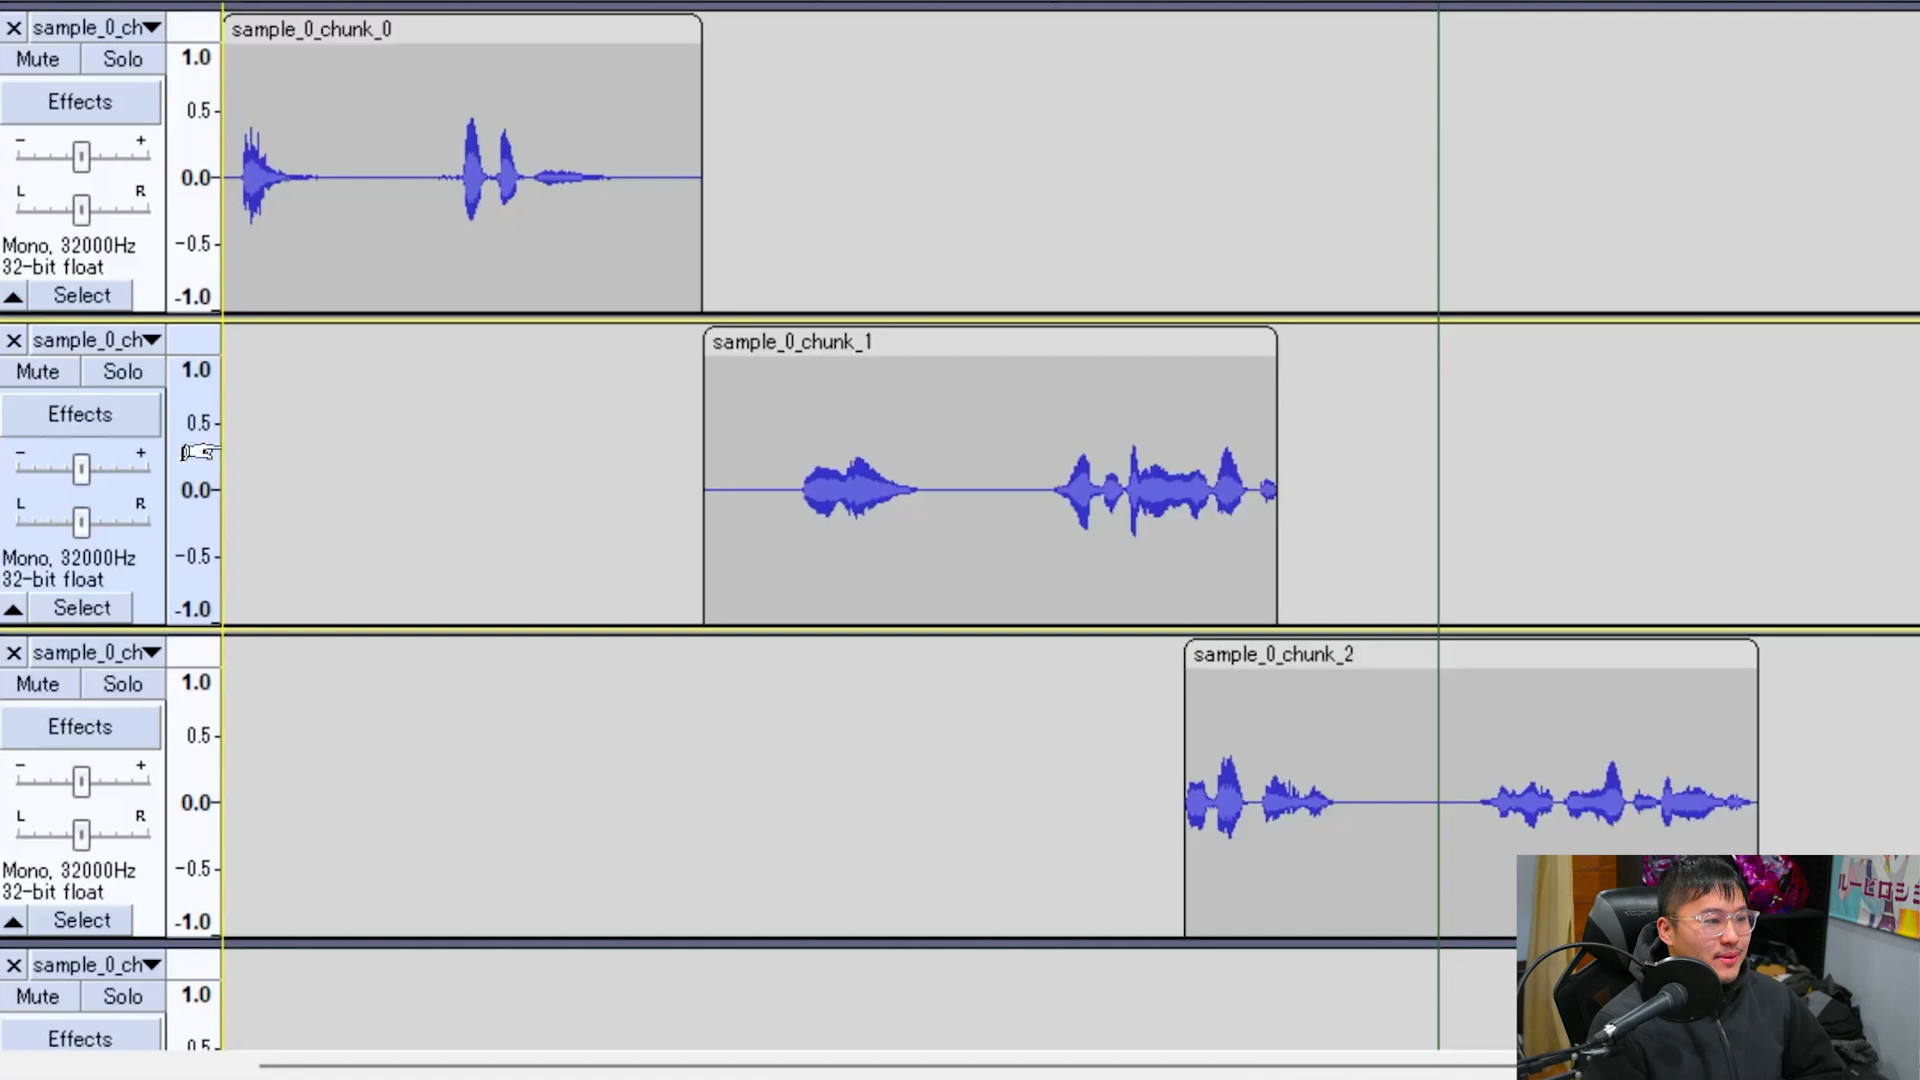 sample_0_ch
sample_0_chunk_0
Mute Solo
Effects
- +
L R
Mono, 32000Hz
32-bit float
Select
1.0
0.5
0.0
-0.5
-1.0
sample_0_ch
sample_0_chunk_1
Mute Solo
Effects
- +
L R
Mono, 32000Hz
32-bit float
Select
1.0
0.5
0.0
-0.5
-1.0
sample_0_ch
sample_0_chunk_2
Mute Solo
Effects
- +
L R
Mono, 32000Hz
32-bit float
Select
1.0
0.5
0.0
-0.5
-1.0
sample_0_ch
Mute Solo
Effects
1.0
0.5